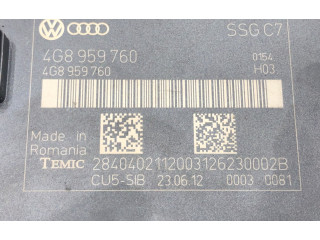 SSG C7
4G8 959 760
0154
4G8 959 760
H03
Made in
Romania
TEMIC 2840402112003126230002B
CU5-SIB 23.06.12 0003 0081